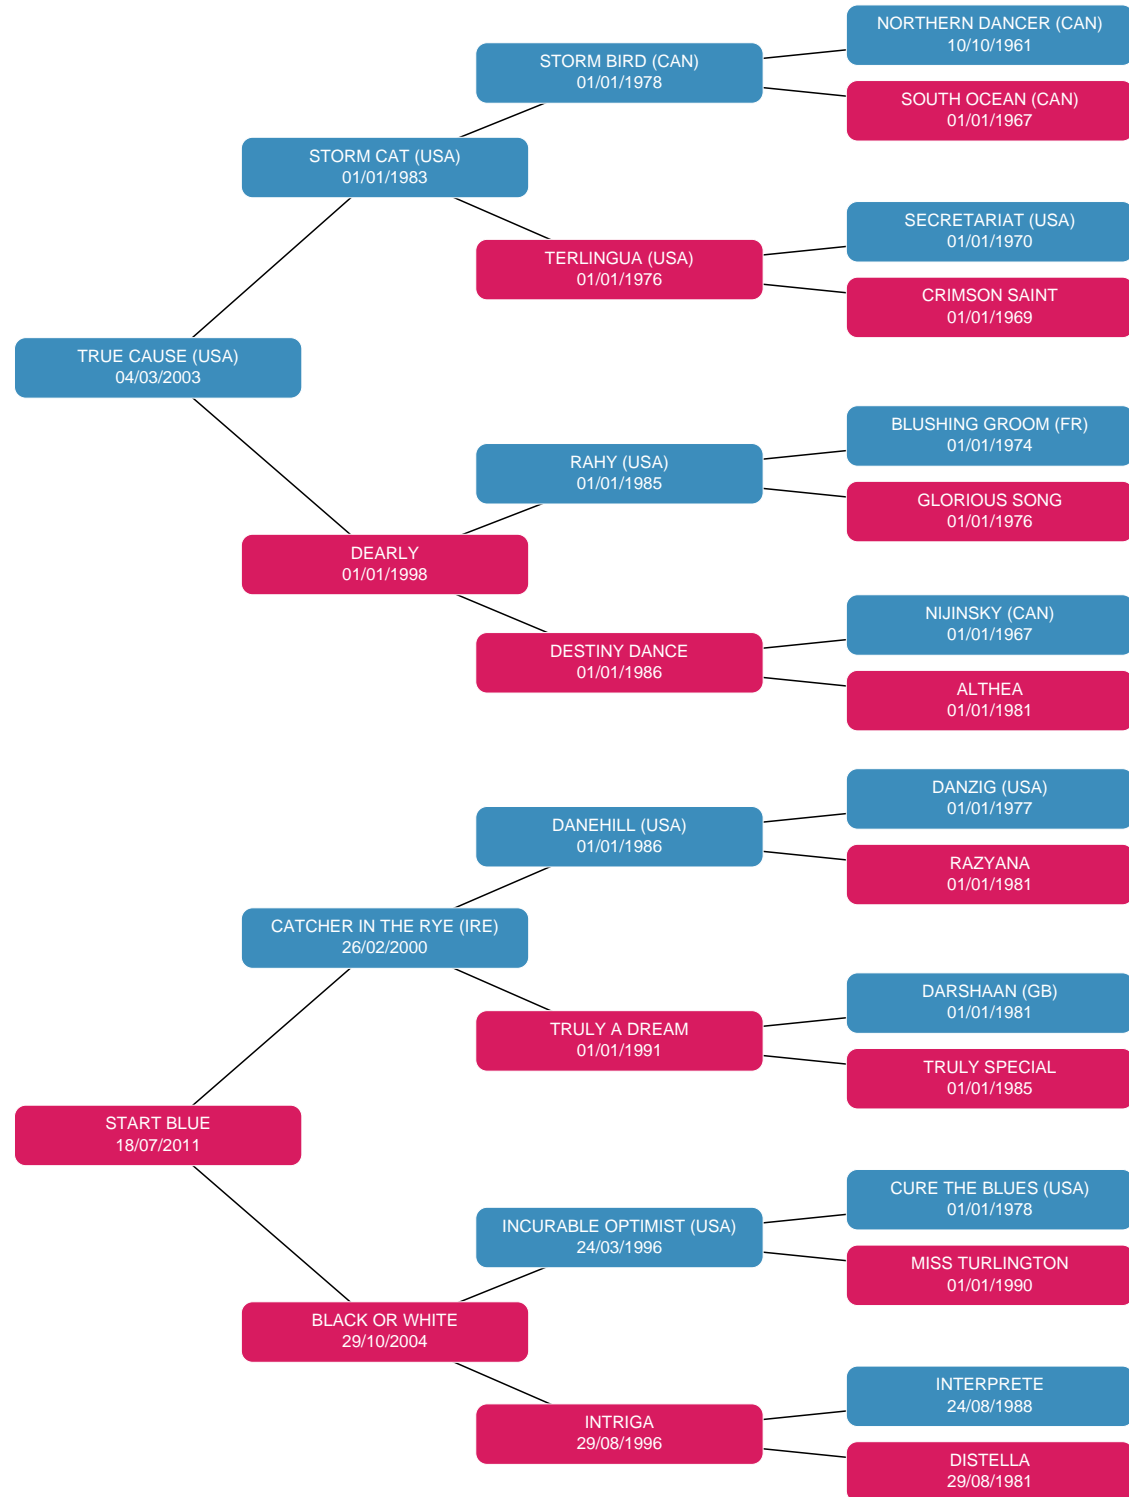 NORTHERN DANCER (CAN)
10/10/1961
STORM BIRD (CAN)
01/01/1978
SOUTH OCEAN (CAN)
01/01/1967
STORM CAT (USA)
01/01/1983
SECRETARIAT (USA)
01/01/1970
TERLINGUA (USA)
01/01/1976
CRIMSON SAINT
01/01/1969
TRUE CAUSE (USA)
04/03/2003
BLUSHING GROOM (FR)
01/01/1974
RAHY (USA)
01/01/1985
GLORIOUS SONG
01/01/1976
DEARLY
01/01/1998
NIJINSKY (CAN)
01/01/1967
DESTINY DANCE
01/01/1986
ALTHEA
01/01/1981
DANZIG (USA)
01/01/1977
DANEHILL (USA)
01/01/1986
RAZYANA
01/01/1981
CATCHER IN THE RYE (IRE)
26/02/2000
DARSHAAN (GB)
01/01/1981
TRULY A DREAM
01/01/1991
TRULY SPECIAL
01/01/1985
START BLUE
18/07/2011
CURE THE BLUES (USA)
01/01/1978
INCURABLE OPTIMIST (USA)
24/03/1996
MISS TURLINGTON
01/01/1990
BLACK OR WHITE
29/10/2004
INTERPRETE
24/08/1988
INTRIGA
29/08/1996
DISTELLA
29/08/1981